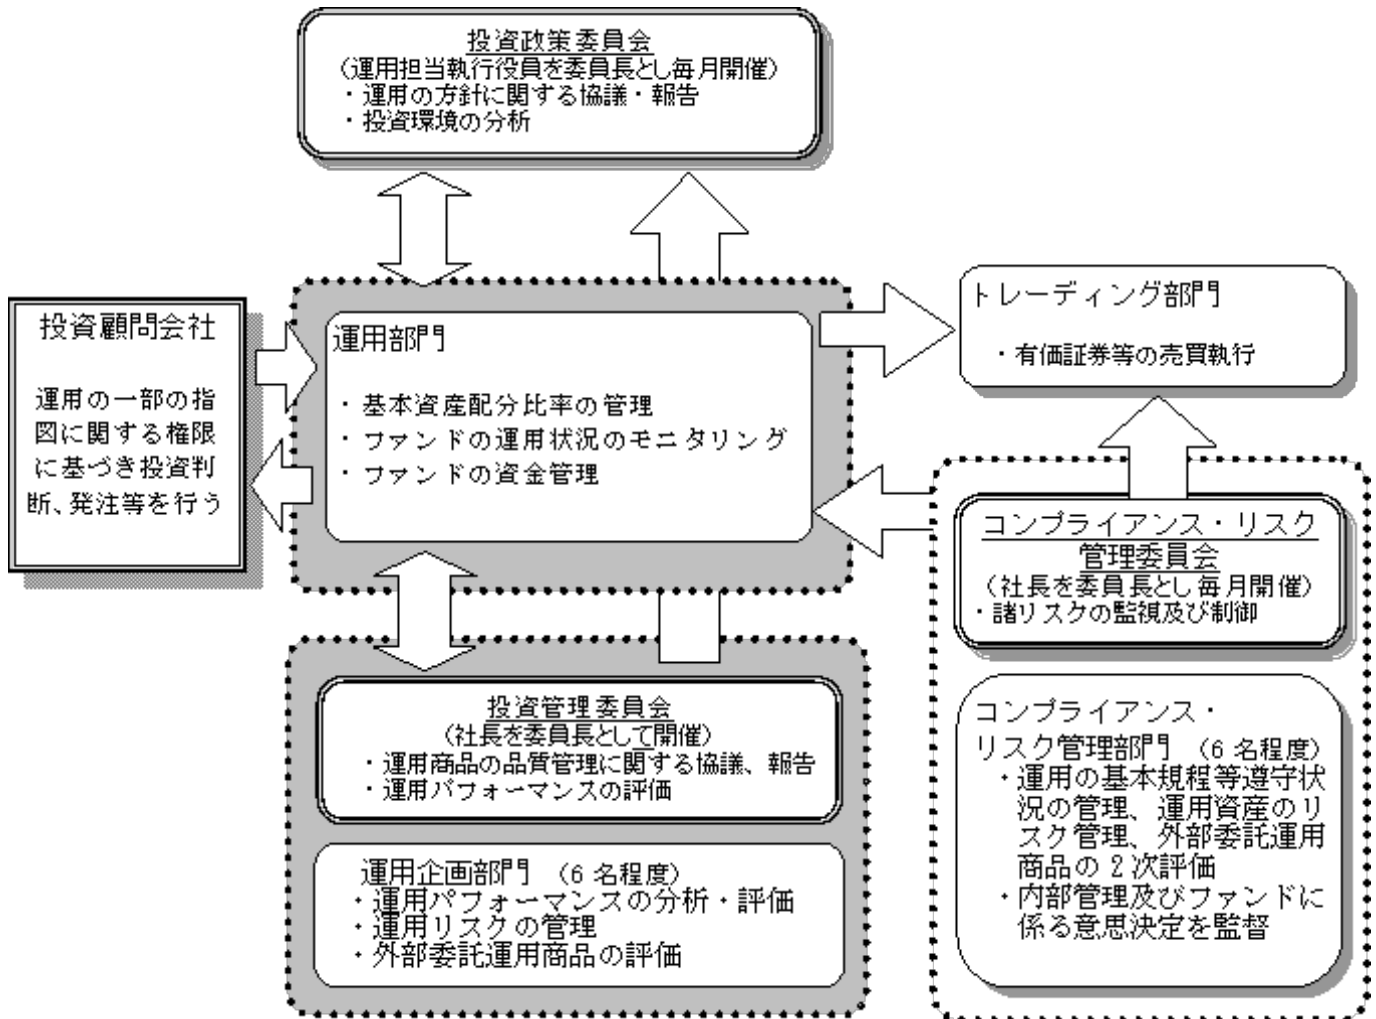 投資政策委員会
（運用担当執行役員を委員長とし毎月開催）
・運用の方針に関する協議・報告
・投資環境の分析
投資顧問会社
運用の一部の指
図に関する権限
に基づき投資判
断、発注等を行う
運用部門
・基本資産配分比率の管理
・ファンドの運用状況のモニタリング
・ファンドの資金管理
トレーディング部門
・有価証券等の売買執行
コンプライアンス・リスク
管理委員会
（社長を委員長とし毎月開催）
・諸リスクの監視及び制御
コンプライアンス・
リスク管理部門（6名程度）
・運用の基本規程等遵守状
況の管理、運用資産のリ
スク管理、外部委託運用
商品の2次評価
・内部管理及びファンドに
係る意思決定を監督
投資管理委員会
（社長を委員長として開催）
・運用商品の品質管理に関する協議、報告
・運用パフォーマンスの評価
運用企画部門（6名程度）
・運用パフォーマンスの分析・評価
・運用リスクの管理
・外部委託運用商品の評価